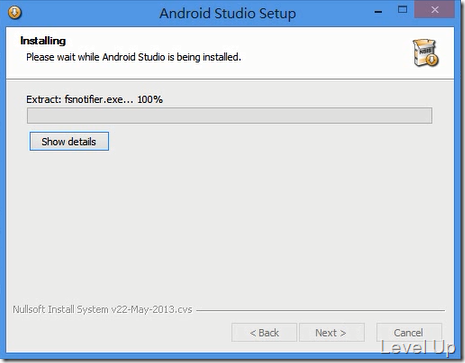 Android Studio Setup
Installing
Please wait while Android Studio is being installed.
Extract: fsnotifier.exe... 100%
Show details
Nullsoft Install System v22-May-2013.cvs
< Back
Next >
Cancel
Level Up